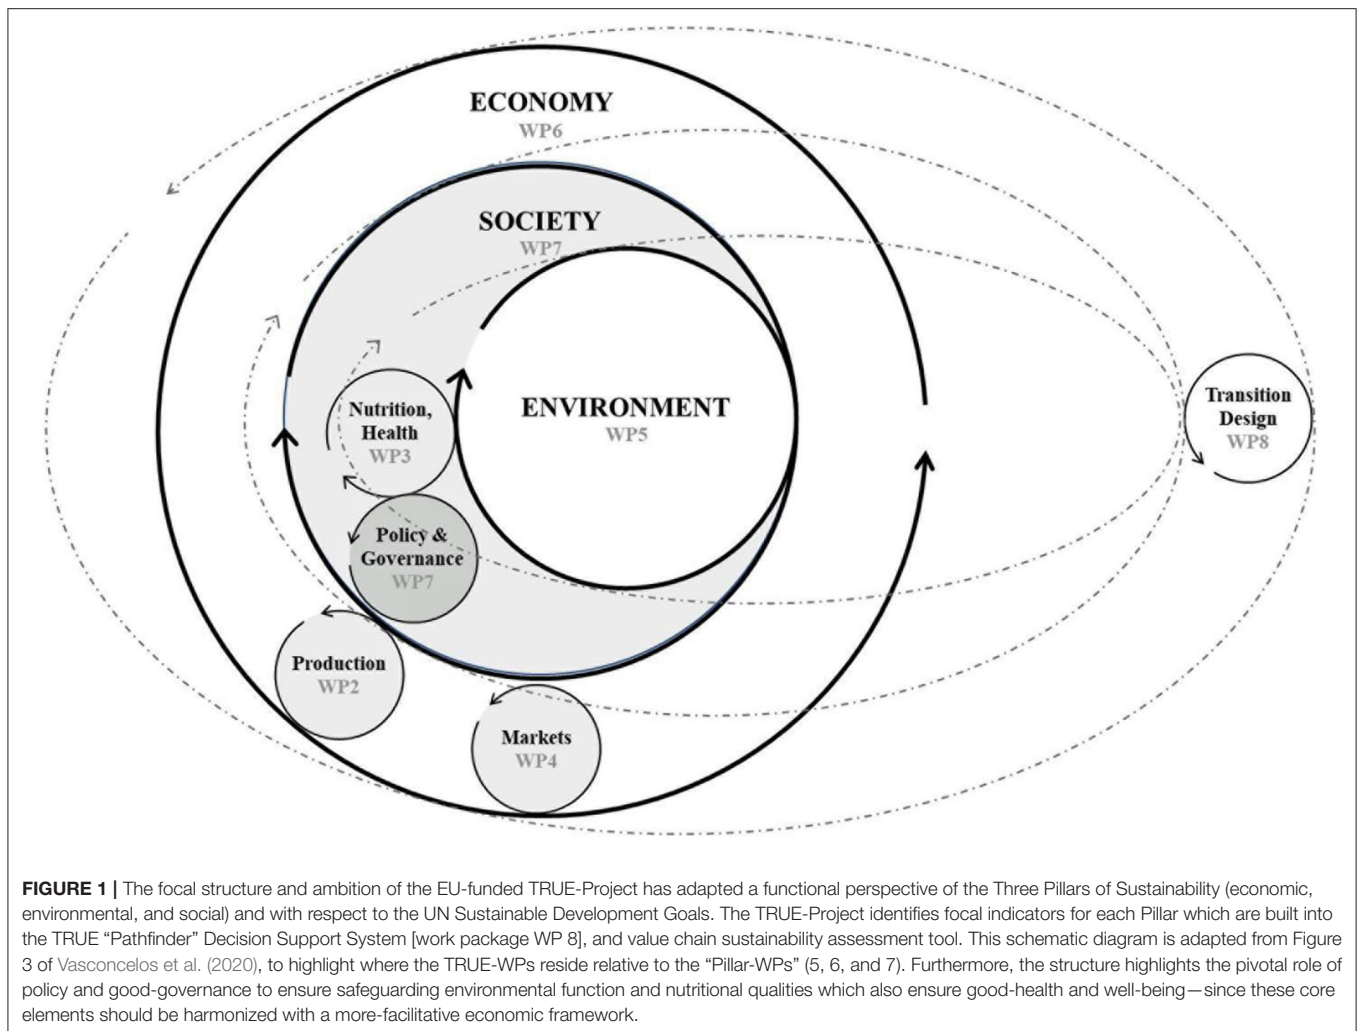 ECONOMY
WP6
SOCIETY
WP7
ENVIRONMENT
WP5
Nutrition,
Health
WP3
Policy &
Governance
WP7
Production
WP2
Markets
WP4
Transition
Design
WP8
FIGURE 1 | The focal structure and ambition of the EU-funded TRUE-Project has adapted a functional perspective of the Three Pillars of Sustainability (economic,
environmental, and social) and with respect to the UN Sustainable Development Goals. The TRUE-Project identifies focal indicators for each Pillar which are built into
the TRUE “Pathfinder” Decision Support System [work package WP 8], and value chain sustainability assessment tool. This schematic diagram is adapted from Figure
3 of Vasconcelos et al. (2020), to highlight where the TRUE-WPs reside relative to the “Pillar-WPs” (5, 6, and 7). Furthermore, the structure highlights the pivotal role of
policy and good-governance to ensure safeguarding environmental function and nutritional qualities which also ensure good-health and well-being—since these core
elements should be harmonized with a more-facilitative economic framework.